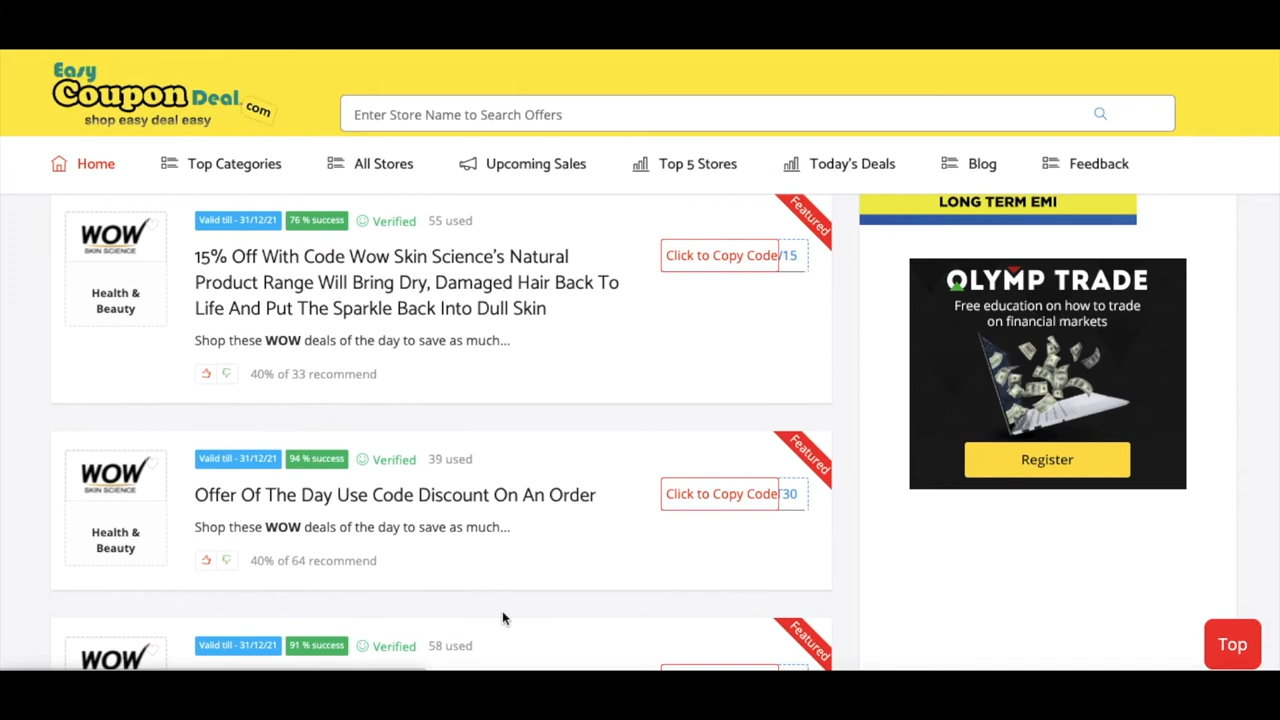 Easy
Coupon Deal.com
shop easy deal easy
Enter Store Name to Search Offers
Home
Top Categories
All Stores
Upcoming Sales
Top 5 Stores
Today's Deals
Blog
Feedback
WOW
SKIN SCIENCE
Health &
Beauty
Valid till - 31/12/21
76 % success
Verified
55 used
15% Off With Code Wow Skin Science's Natural
Product Range Will Bring Dry, Damaged Hair Back To
Life And Put The Sparkle Back Into Dull Skin
Shop these WOW deals of the day to save as much...
40% of 33 recommend
Click to Copy Code
/15
Featured
WOW
SKIN SCIENCE
Health &
Beauty
Valid till - 31/12/21
94 % success
Verified
39 used
Offer Of The Day Use Code Discount On An Order
Shop these WOW deals of the day to save as much...
40% of 64 recommend
Click to Copy Code
30
Featured
WOW
Valid till - 31/12/21
91 % success
Verified
58 used
Featured
LONG TERM EMI
OLYMP TRADE
Free education on how to trade
on financial markets
Register
Top